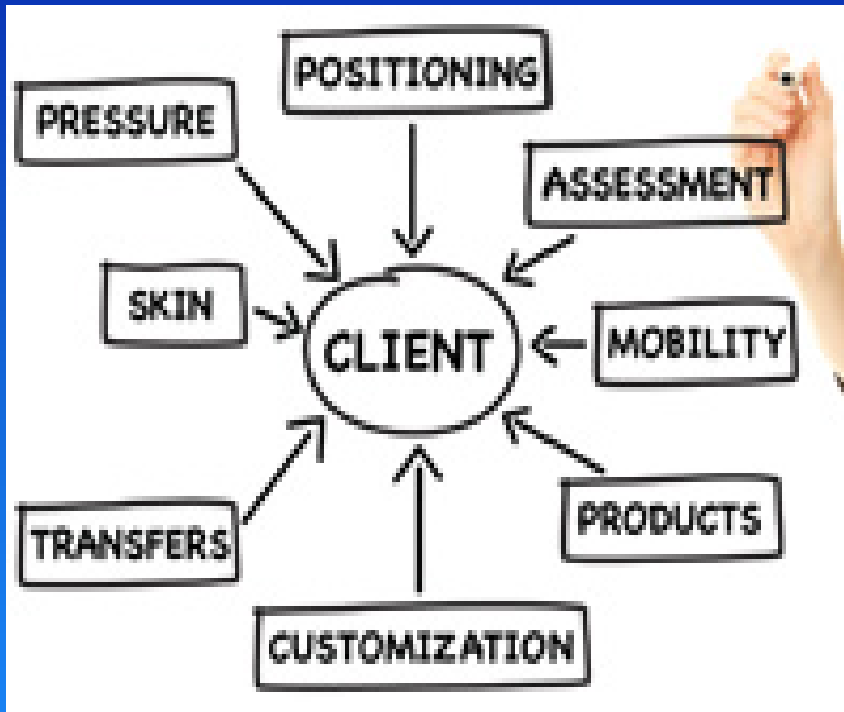 POSITIONING
PRESSURE
ASSESSMENT
SKIN
CLIENT
MOBILITY
TRANSFERS
PRODUCTS
CUSTOMIZATION